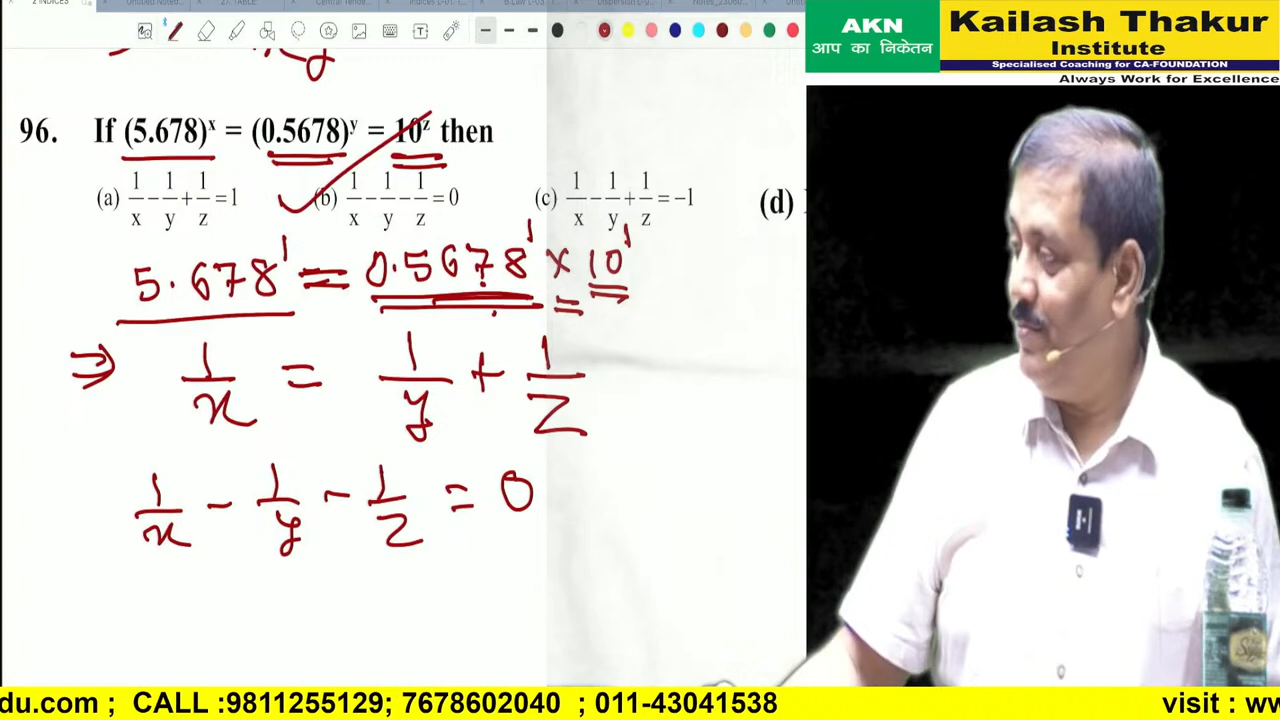 AKN
आप का निकेतन
Kailash Thakur
Institute
Specialised Coaching for CA-FOUNDATION
Always Work for Excellence
96. If (5.678)ˣ = (0.5678)ʸ = 10ᶻ then
(a) 1/x − 1/y + 1/z = 1 (b) 1/x − 1/y − 1/z = 0 (c) 1/x − 1/y + 1/z = −1 (d)
5.678¹ = 0.5678¹ × 10¹
⇒ 1/x = 1/y + 1/z
1/x − 1/y − 1/z = 0
du.com ; CALL :9811255129; 7678602040 ; 011-43041538 visit :